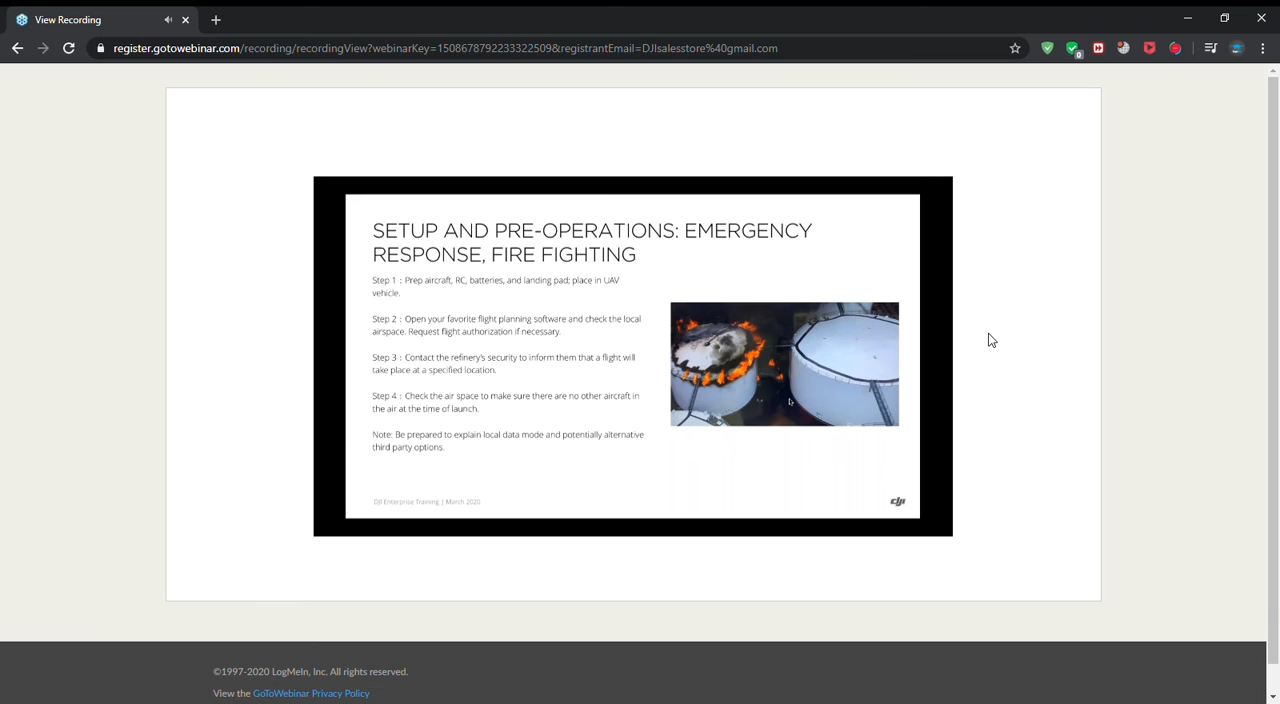 View Recording
register.gotowebinar.com/recording/recordingView?webinarKey=1508678792233322509&registrantEmail=DJIsalesstore%40gmail.com
0
SETUP AND PRE-OPERATIONS: EMERGENCY
RESPONSE, FIRE FIGHTING
Step 1 : Prep aircraft, RC, batteries, and landing pad; place in UAV
vehicle.
Step 2 : Open your favorite flight planning software and check the local
airspace. Request flight authorization if necessary.
Step 3 : Contact the refinery's security to inform them that a flight will
take place at a specified location.
Step 4 : Check the air space to make sure there are no other aircraft in
the air at the time of launch.
Note: Be prepared to explain local data mode and potentially alternative
third party options.
DJI Enterprise Training | March 2020
dji
©1997-2020 LogMeIn, Inc. All rights reserved.
View the GoToWebinar Privacy Policy